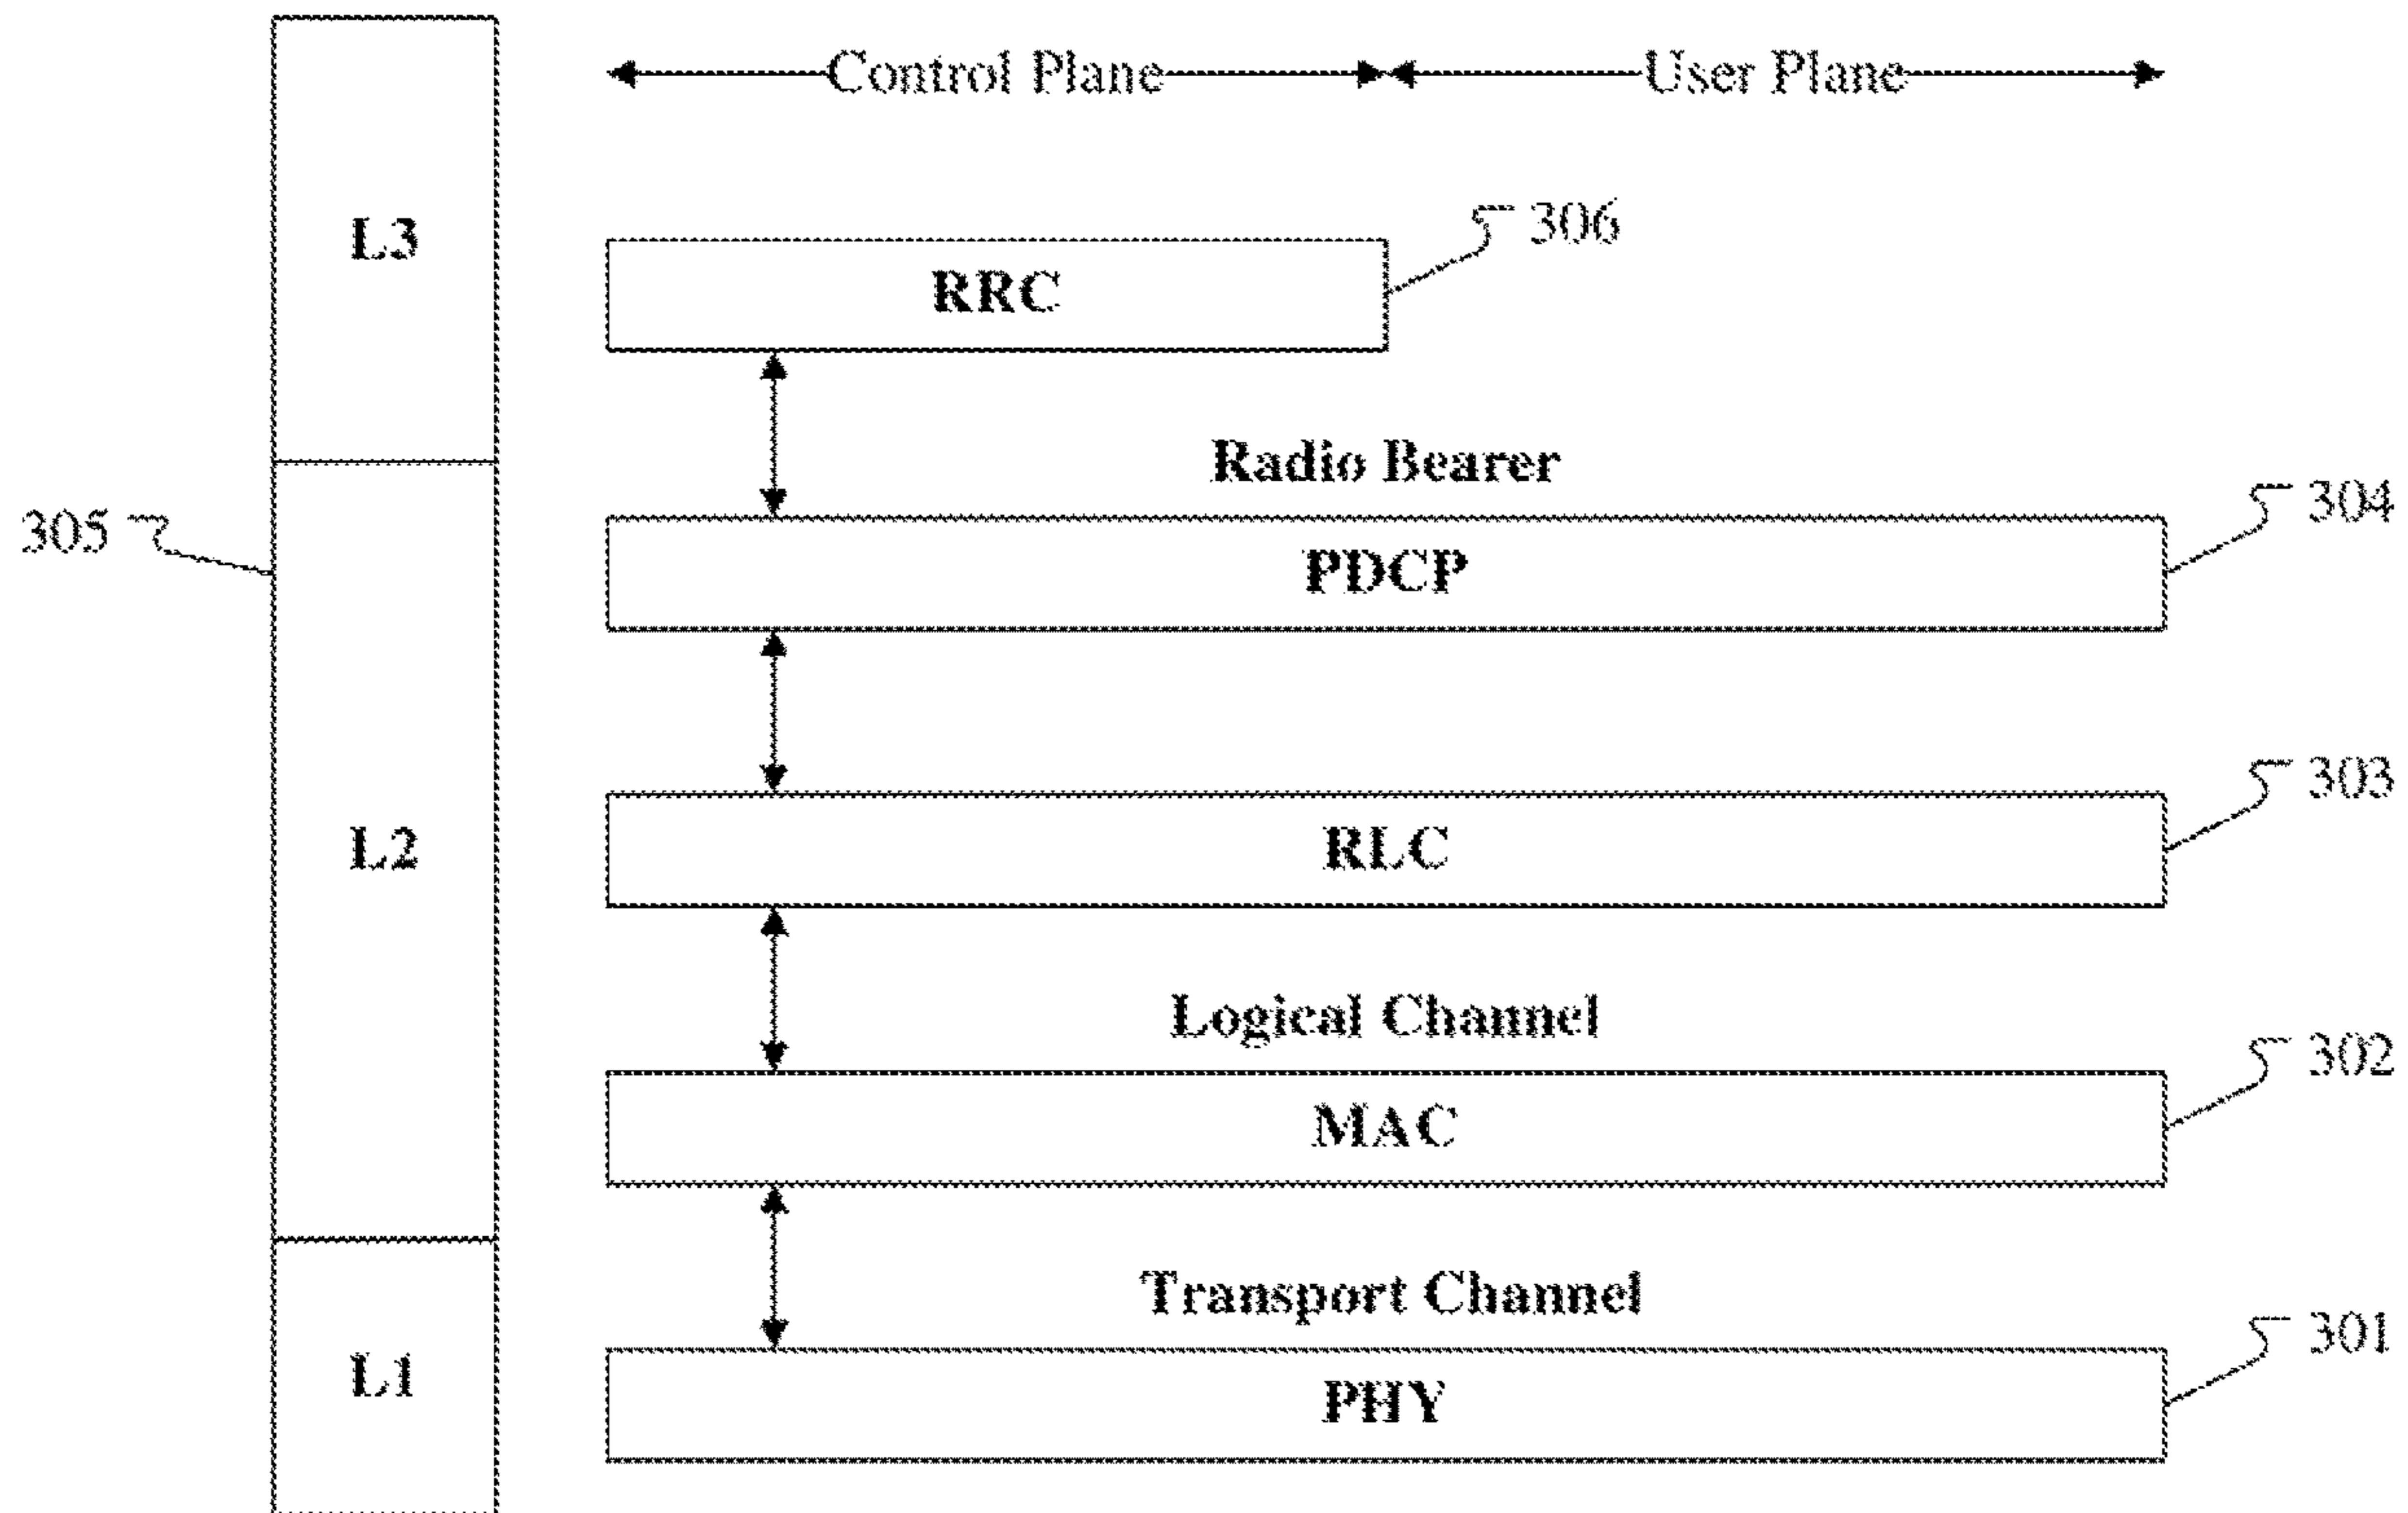 Control Plane User Plane
L3
306
RRC
Radio Bearer
304
305
PDCP
303
L2
RLC
Logical Channel
302
MAC
Transport Channel
301
L1
PHY